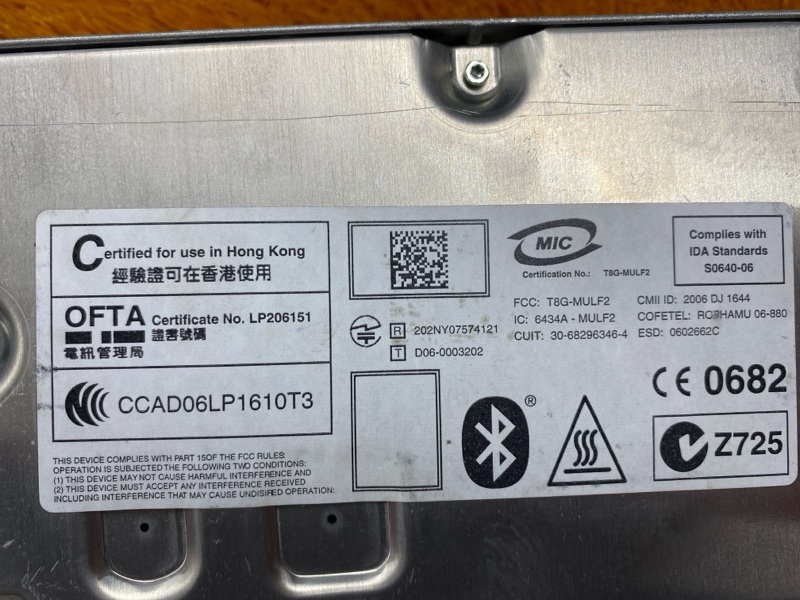 Certified for use in Hong Kong
經驗證可在香港使用
OFTA Certificate No. LP206151
證書號碼
電訊管理局
CCAD06LP1610T3
THIS DEVICE COMPLIES WITH PART 15OF THE FCC RULES:
OPERATION IS SUBJECTED THE FOLLOWING TWO CONDITIONS:
(1) THIS DEVICE MAY NOT CAUSE HARMFUL INTERFERENCE AND
(2) THIS DEVICE MUST ACCEPT ANY INTERFERENCE RECEIVED
INCLUDING INTERFERENCE THAT MAY CAUSE UNDISIRED OPERATION:
R 202NY07574121
T D06-0003202
MIC
Certification No.: T8G-MULF2
Complies with
IDA Standards
S0640-06
FCC: T8G-MULF2
IC: 6434A - MULF2
CUIT: 30-68296346-4
CMII ID: 2006 DJ 1644
COFETEL: 06-880
ESD: 0602662C
CE 0682
®
Z725